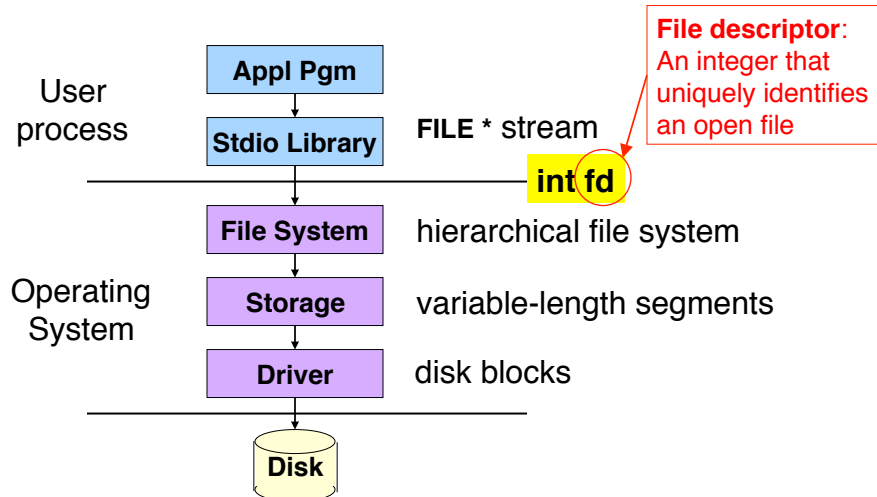 File descriptor:
An integer that
uniquely identifies
an open file
User
process
Appl Pgm
Stdio Library
FILE * stream
int fd
File System
hierarchical file system
Operating
System
Storage
variable-length segments
Driver
disk blocks
Disk